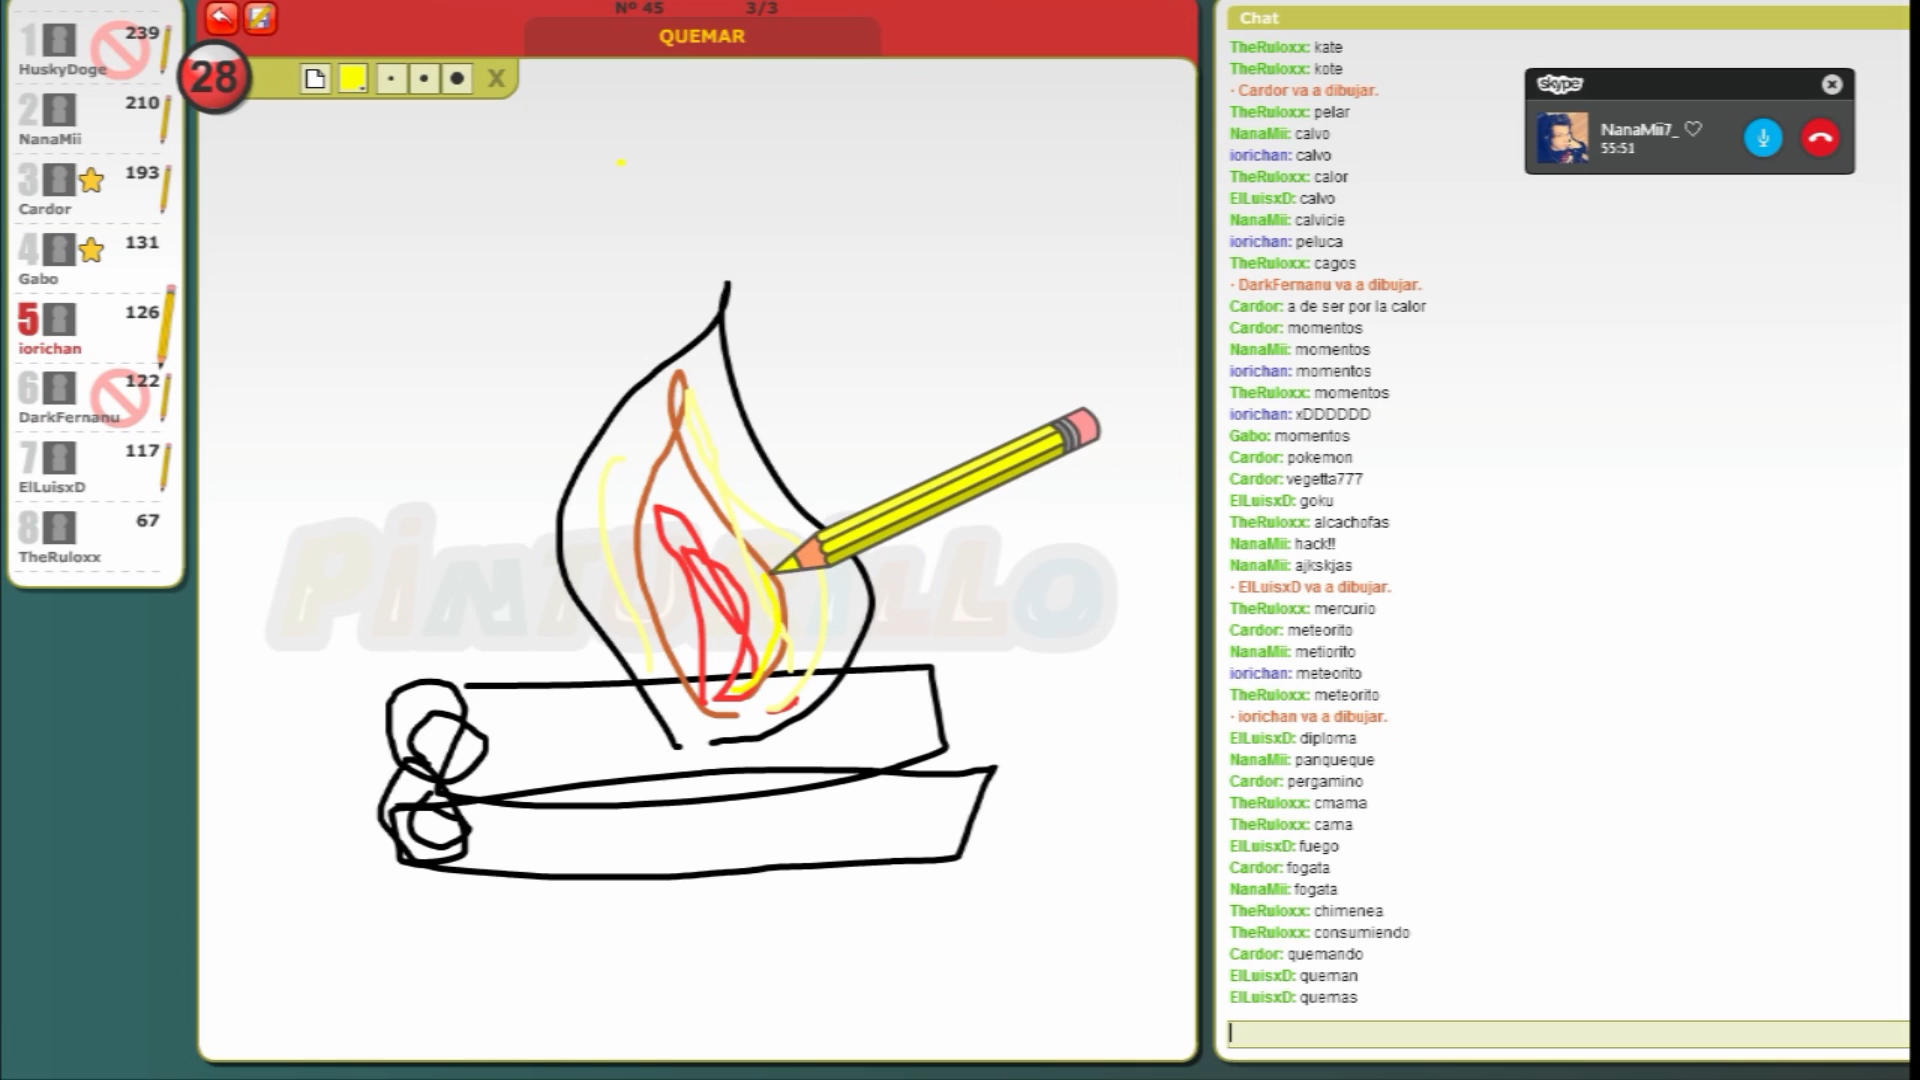 1 239
HuskyDoge
2 210
NanaMii
3 193
Cardor
4 131
Gabo
5 126
iorichan
6 122
DarkFernanu
7 117
ElLuisxD
8 67
TheRuloxx
Nº 45 3/3
QUEMAR
28
X
PINTURILLO
Chat
TheRuloxx: kate
TheRuloxx: kote
· Cardor va a dibujar.
TheRuloxx: pelar
NanaMii: calvo
iorichan: calvo
TheRuloxx: calor
ElLuisxD: calvo
NanaMii: calvicie
iorichan: peluca
TheRuloxx: cagos
· DarkFernanu va a dibujar.
Cardor: a de ser por la calor
Cardor: momentos
NanaMii: momentos
iorichan: momentos
TheRuloxx: momentos
iorichan: xDDDDDD
Gabo: momentos
Cardor: pokemon
Cardor: vegetta777
ElLuisxD: goku
TheRuloxx: alcachofas
NanaMii: hack!!
NanaMii: ajkskjas
· ElLuisxD va a dibujar.
TheRuloxx: mercurio
Cardor: meteorito
NanaMii: metiorito
iorichan: meteorito
TheRuloxx: meteorito
· iorichan va a dibujar.
ElLuisxD: diploma
NanaMii: panqueque
Cardor: pergamino
TheRuloxx: cmama
TheRuloxx: cama
ElLuisxD: fuego
Cardor: fogata
NanaMii: fogata
TheRuloxx: chimenea
TheRuloxx: consumiendo
Cardor: quemando
ElLuisxD: queman
ElLuisxD: quemas
skype
NanaMii7_ ♡
55:51